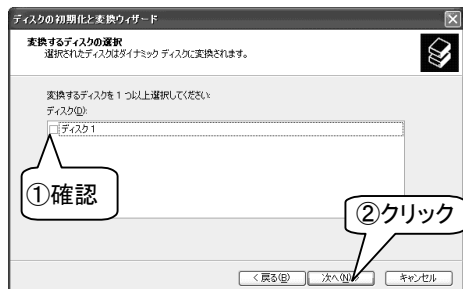 ディスクの初期化と変換ウィザード
変換するディスクの選択
選択されたディスクはダイナミック ディスクに変換されます。
変換するディスクを 1 つ以上選択してください:
ディスク(D):
ディスク 1
①確認
②クリック
< 戻る(B)
次へ(N) >
キャンセル